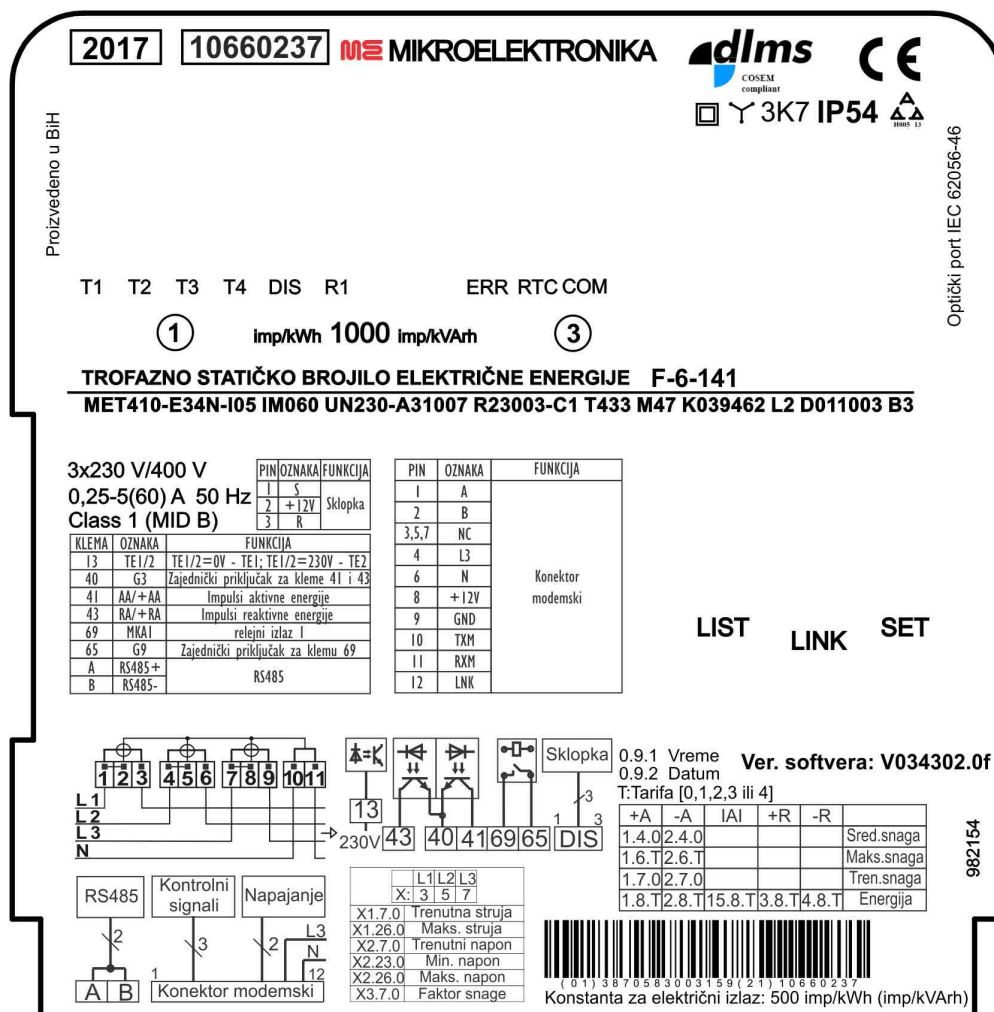 2017 10660237 ME MIKROELEKTRONIKA dlms CE
COSEM
compliant
3K7 IP54
H005 13
Proizvedeno u BiH
Optički port IEC 62056-46
T1 T2 T3 T4 DIS R1 ERR RTC COM
1 imp/kWh 1000 imp/kVArh 3
TROFAZNO STATIČKO BROJILO ELEKTRIČNE ENERGIJE F-6-141
MET410-E34N-I05 IM060 UN230-A31007 R23003-C1 T433 M47 K039462 L2 D011003 B3
3x230 V/400 V
0,25-5(60) A 50 Hz
Class 1 (MID B)
PIN OZNAKA FUNKCIJA
1 S
2 +12V Sklopka
3 R
KLEMA OZNAKA FUNKCIJA
13 TE1/2 TE1/2=0V - TE1; TE1/2=230V - TE2
40 G3 Zajednički priključak za kleme 41 i 43
41 AA/+AA Impulsi aktivne energije
43 RA/+RA Impulsi reaktivne energije
69 MKA1 relejni izlaz 1
65 G9 Zajednički priključak za klemu 69
A RS485+ RS485
B RS485-
PIN OZNAKA FUNKCIJA
1 A
2 B
3,5,7 NC
4 L3
6 N Konektor
8 +12V modemski
9 GND
10 TXM
11 RXM
12 LNK
LIST LINK SET
1 2 3 4 5 6 7 8 9 10 11
L1
L2
L3
N
13
230V 43 40 41 69 65
Sklopka
3
1 3
DIS
0.9.1 Vreme
0.9.2 Datum
T:Tarifa [0,1,2,3 ili 4]
Ver. softvera: V034302.0f
+A -A IAI +R -R
1.4.0 2.4.0 Sred.snaga
1.6.T 2.6.T Maks.snaga
1.7.0 2.7.0 Tren.snaga
1.8.T 2.8.T 15.8.T 3.8.T 4.8.T Energija
982154
RS485
2
A B
Kontrolni
signali
3
Napajanje
2
L3
N
1 12
Konektor modemski
L1 L2 L3
X: 3 5 7
X1.7.0 Trenutna struja
X1.26.0 Maks. struja
X2.7.0 Trenutni napon
X2.23.0 Min. napon
X2.26.0 Maks. napon
X3.7.0 Faktor snage
(01)3870583003159(21)10660237
Konstanta za električni izlaz: 500 imp/kWh (imp/kVArh)